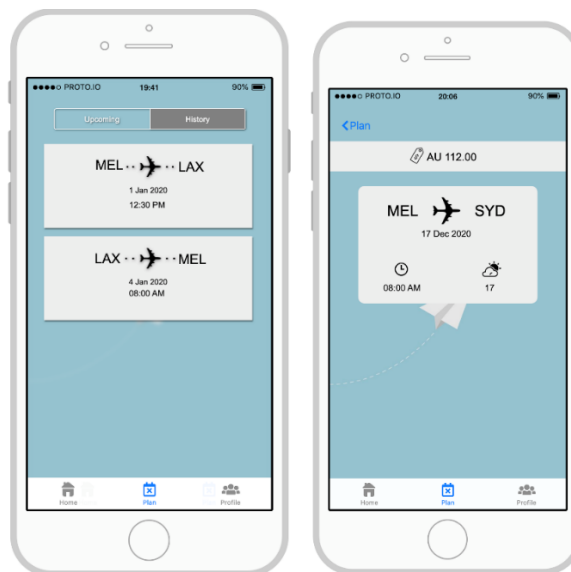 PROTO.IO 19:41 90%
Upcoming History
MEL LAX
1 Jan 2020
12:30 PM
LAX MEL
4 Jan 2020
08:00 AM
Home Plan Profile
PROTO.IO 20:06 90%
Plan
AU 112.00
MEL SYD
17 Dec 2020
08:00 AM 17
Home Plan Profile